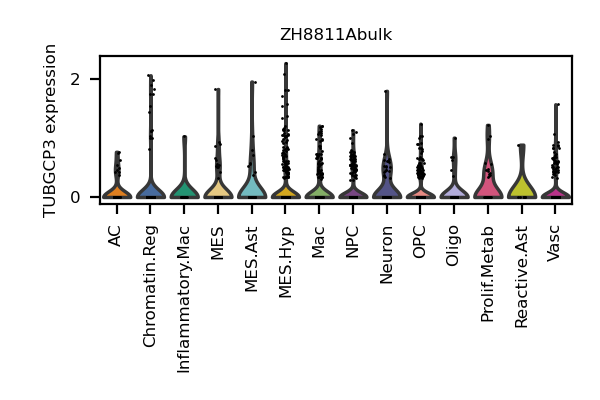 ZH8811Abulk
TUBGCP3 expression
2
0
AC
Chromatin.Reg
Inflammatory.Mac
MES
MES.Ast
MES.Hyp
Mac
NPC
Neuron
OPC
Oligo
Prolif.Metab
Reactive.Ast
Vasc